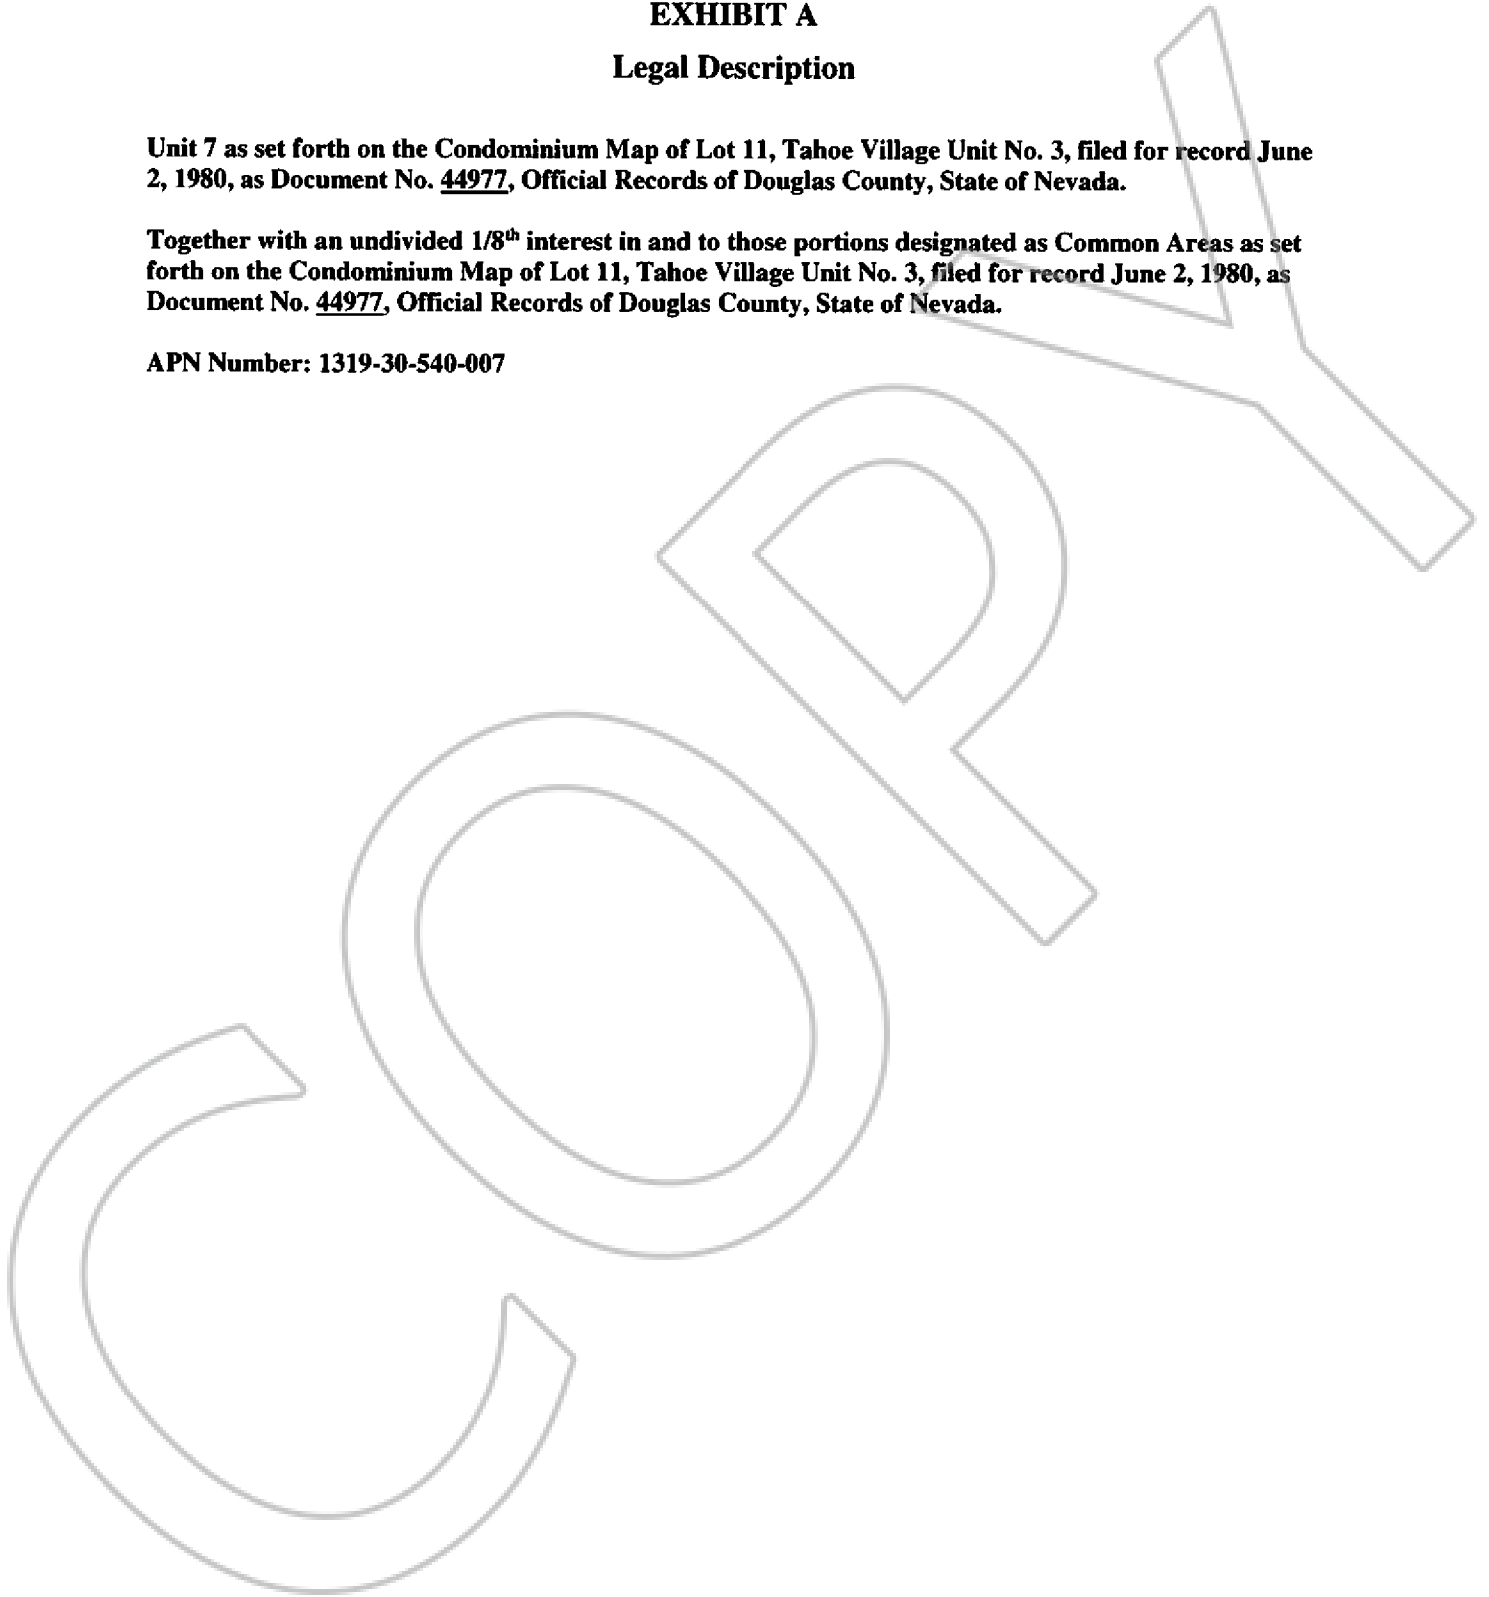 EXHIBIT A
Legal Description
Unit 7 as set forth on the Condominium Map of Lot 11, Tahoe Village Unit No. 3, filed for record June
2, 1980, as Document No. 44977, Official Records of Douglas County, State of Nevada.
Together with an undivided 1/8th interest in and to those portions designated as Common Areas as set
forth on the Condominium Map of Lot 11, Tahoe Village Unit No. 3, filed for record June 2, 1980, as
Document No. 44977, Official Records of Douglas County, State of Nevada.
APN Number: 1319-30-540-007
COPY